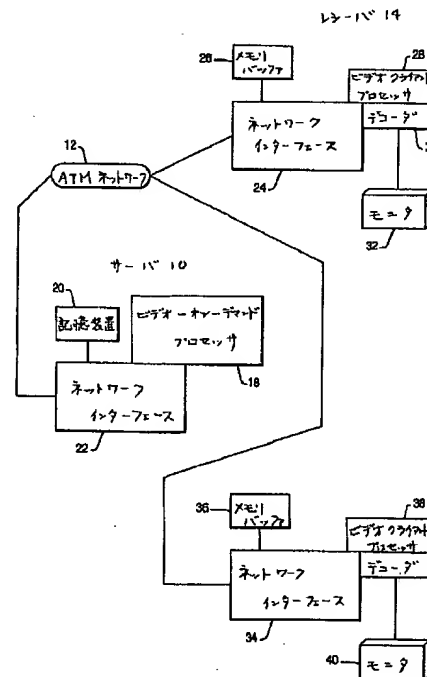 レシーバ 14
26
メモリ
バッファ
28
ビデオクライアント
プロセッサ
ネットワーク
インターフェース
デコーダ
24
12
ATM ネットワーク
モニタ
32
サーバ 10
20
記憶装置
ビデオ-オン-デマンド
プロセッサ
18
ネットワーク
インターフェース
22
36
メモリ
バッファ
38
ビデオクライアント
プロセッサ
ネットワーク
インターフェース
デコーダ
34
40
モニタ